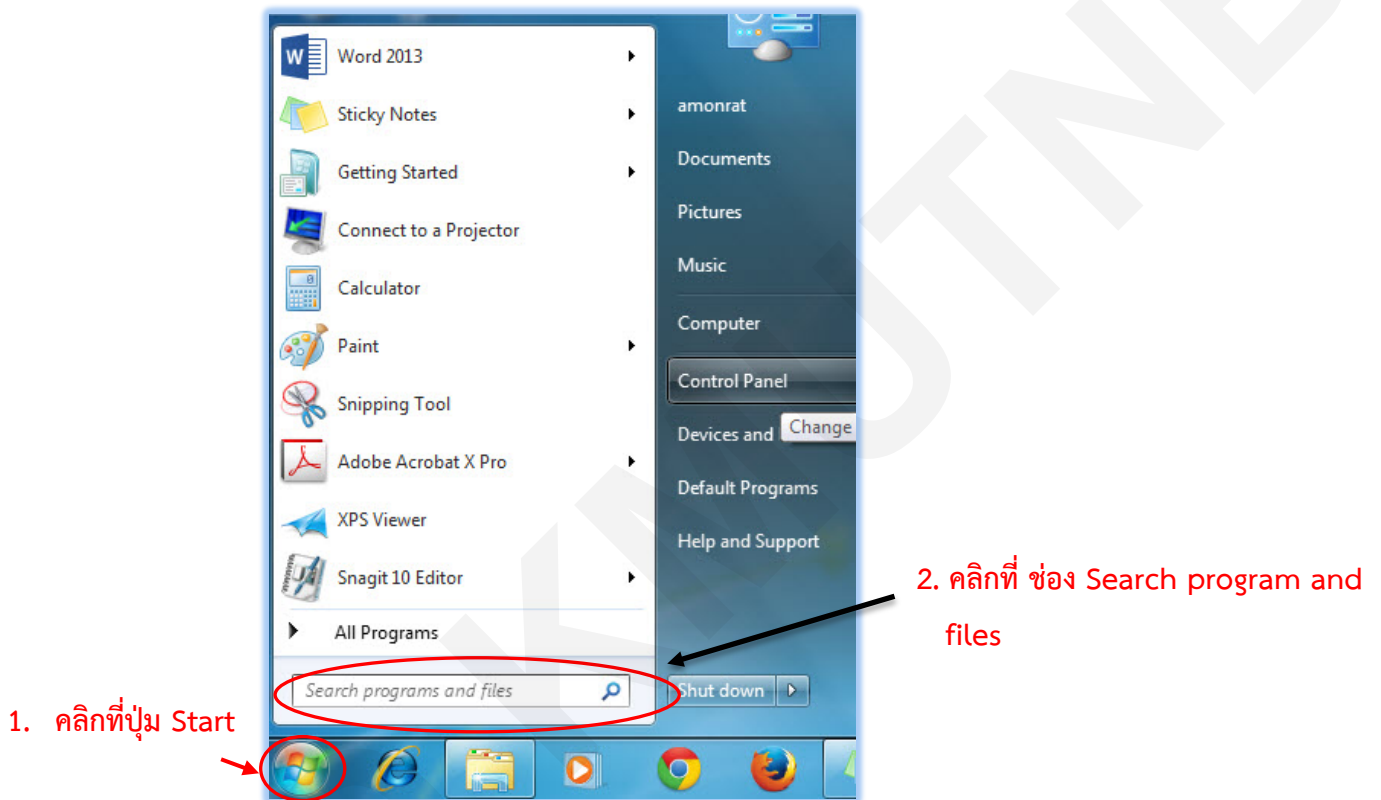 Word 2013
Sticky Notes
Getting Started
Connect to a Projector
Calculator
Paint
Snipping Tool
Adobe Acrobat X Pro
XPS Viewer
Snagit 10 Editor
All Programs
Search programs and files
amonrat
Documents
Pictures
Music
Computer
Control Panel
Devices and
Change
Default Programs
Help and Support
Shut down
1. คลิกที่ปุ่ม Start
2. คลิกที่ ช่อง Search program and
files
KMUTNB